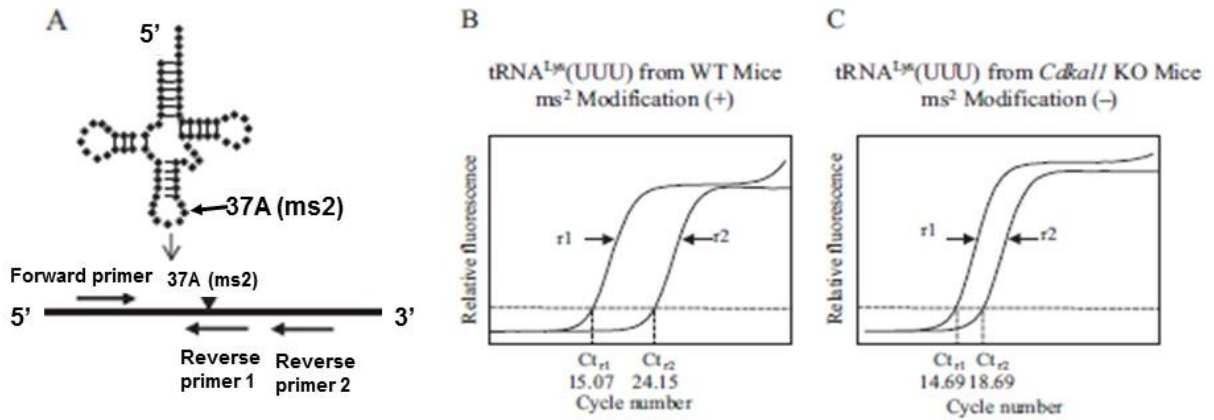 A
5’
37A (ms2)
Forward primer
37A (ms2)
5’
3’
Reverse primer 1
Reverse primer 2
B
tRNAᴸʸˢ(UUU) from WT Mice
ms² Modification (+)
Relative fluorescence
r1
r2
Ctr1
Ctr2
15.07
24.15
Cycle number
C
tRNAᴸʸˢ(UUU) from Cdkal1 KO Mice
ms² Modification (–)
Relative fluorescence
r1
r2
Ctr1
Ctr2
14.69
18.69
Cycle number